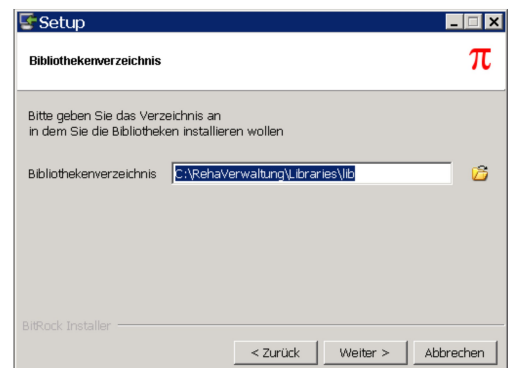 Setup
Bibliothekenverzeichnis
π
Bitte geben Sie das Verzeichnis an
in dem Sie die Bibliotheken installieren wollen
Bibliothekenverzeichnis C:\RehaVerwaltung\Libraries\lib
BitRock Installer
< Zurück Weiter > Abbrechen